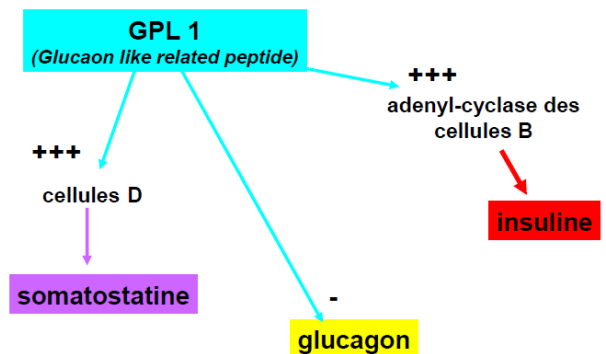 GPL 1
(Glucaon like related peptide)
+++
adenyl-cyclase des
cellules B
+++
cellules D
insuline
somatostatine
-
glucagon